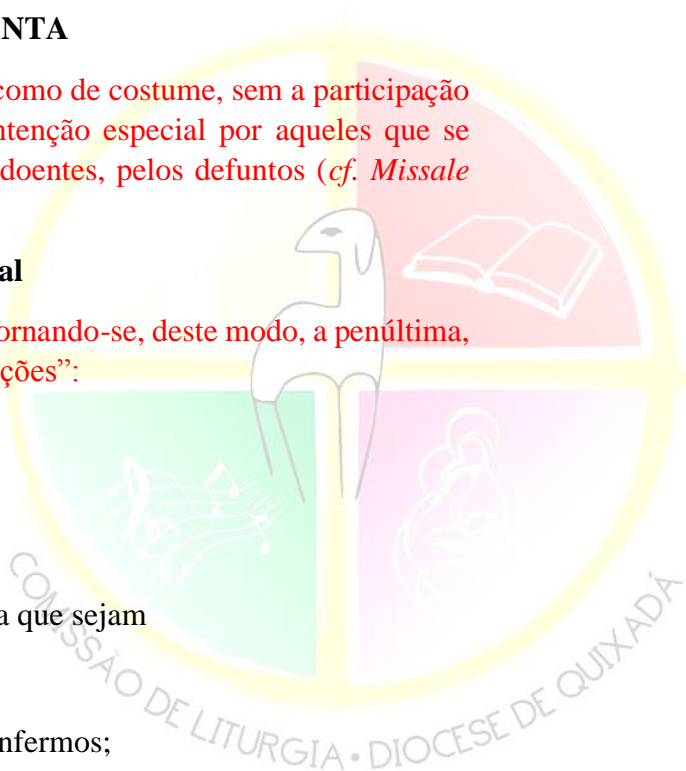 NTA
como de costume, sem a participação
ntenção especial por aqueles que se
doentes, pelos defuntos (cf. Missale
al
ornando-se, deste modo, a penúltima,
ções”:
a que sejam
nfermos;
COMISSÃO DE LITURGIA • DIOCESE DE QUIXADÁ